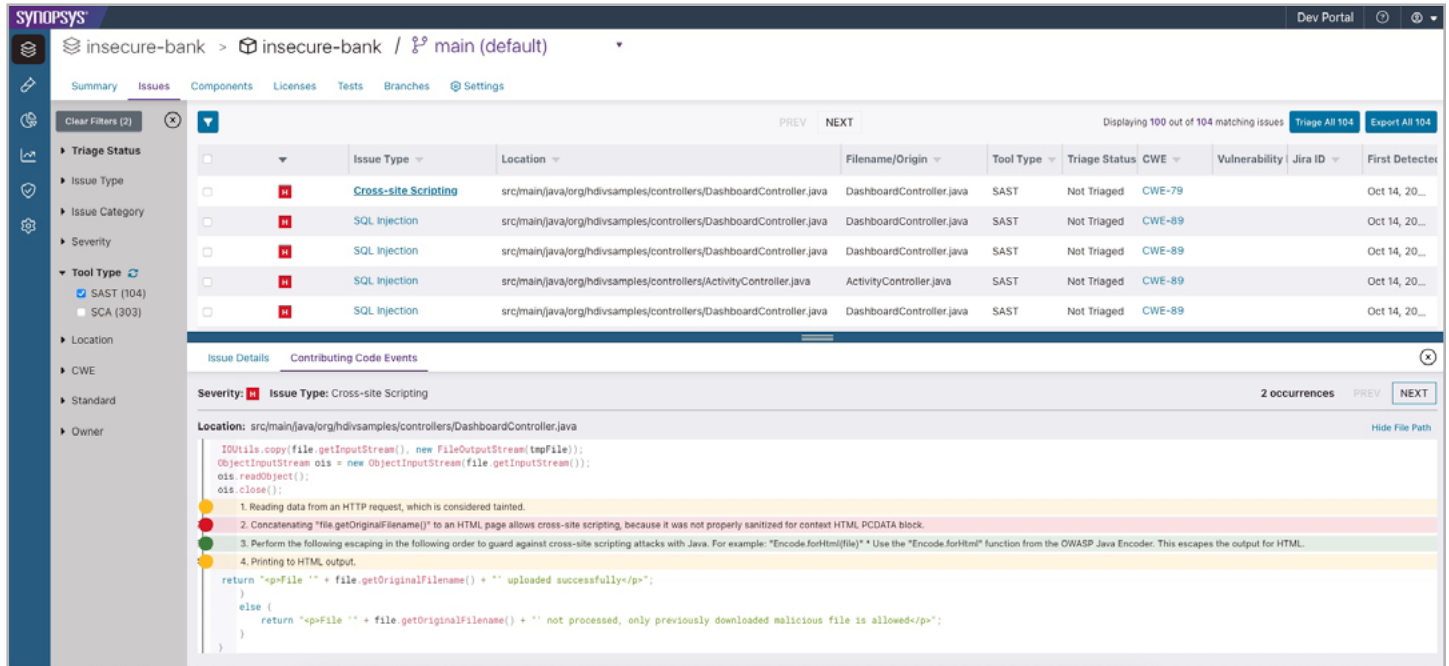 SYNOPSYS®
Dev Portal
insecure-bank > insecure-bank / main (default)
Summary Issues Components Licenses Tests Branches Settings
Clear Filters (2)
PREV NEXT Displaying 100 out of 104 matching issues Triage All 104 Export All 104
Triage Status
Issue Type
Issue Category
Severity
Tool Type
SAST (104)
SCA (303)
Location
CWE
Standard
Owner
Issue Type Location Filename/Origin Tool Type Triage Status CWE Vulnerability Jira ID First Detected
H Cross-site Scripting src/main/java/org/hdivsamples/controllers/DashboardController.java DashboardController.java SAST Not Triaged CWE-79 Oct 14, 20...
H SQL Injection src/main/java/org/hdivsamples/controllers/DashboardController.java DashboardController.java SAST Not Triaged CWE-89 Oct 14, 20...
H SQL Injection src/main/java/org/hdivsamples/controllers/DashboardController.java DashboardController.java SAST Not Triaged CWE-89 Oct 14, 20...
H SQL Injection src/main/java/org/hdivsamples/controllers/ActivityController.java ActivityController.java SAST Not Triaged CWE-89 Oct 14, 20...
H SQL Injection src/main/java/org/hdivsamples/controllers/DashboardController.java DashboardController.java SAST Not Triaged CWE-89 Oct 14, 20...
Issue Details Contributing Code Events
Severity: H Issue Type: Cross-site Scripting 2 occurrences PREV NEXT
Location: src/main/java/org/hdivsamples/controllers/DashboardController.java Hide File Path
IOUtils.copy(file.getInputStream(), new FileOutputStream(tmpFile));
ObjectInputStream ois = new ObjectInputStream(file.getInputStream());
ois.readObject();
ois.close();
1. Reading data from an HTTP request, which is considered tainted.
2. Concatenating "file.getOriginalFilename()" to an HTML page allows cross-site scripting, because it was not properly sanitized for context HTML PCDATA block.
3. Perform the following escaping in the following order to guard against cross-site scripting attacks with Java. For example: "Encode.forHtml(file)" * Use the "Encode.forHtml" function from the OWASP Java Encoder. This escapes the output for HTML.
4. Printing to HTML output.
return "<p>File '" + file.getOriginalFilename() + "' uploaded successfully</p>";
}
else {
return "<p>File '" + file.getOriginalFilename() + "' not processed, only previously downloaded malicious file is allowed</p>";
}
}